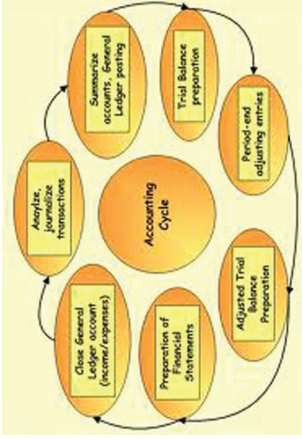 Anaylze,
journalize
transactions
Summarize
accounts, General
Ledger posting
Trial Balance
preparation
Period-end
adjusting entries
Adjusted Trial
Balance
Preparation
Preparation of
Financial
Statements
Close General
Ledger account
(income/expenses)
Accounting
Cycle